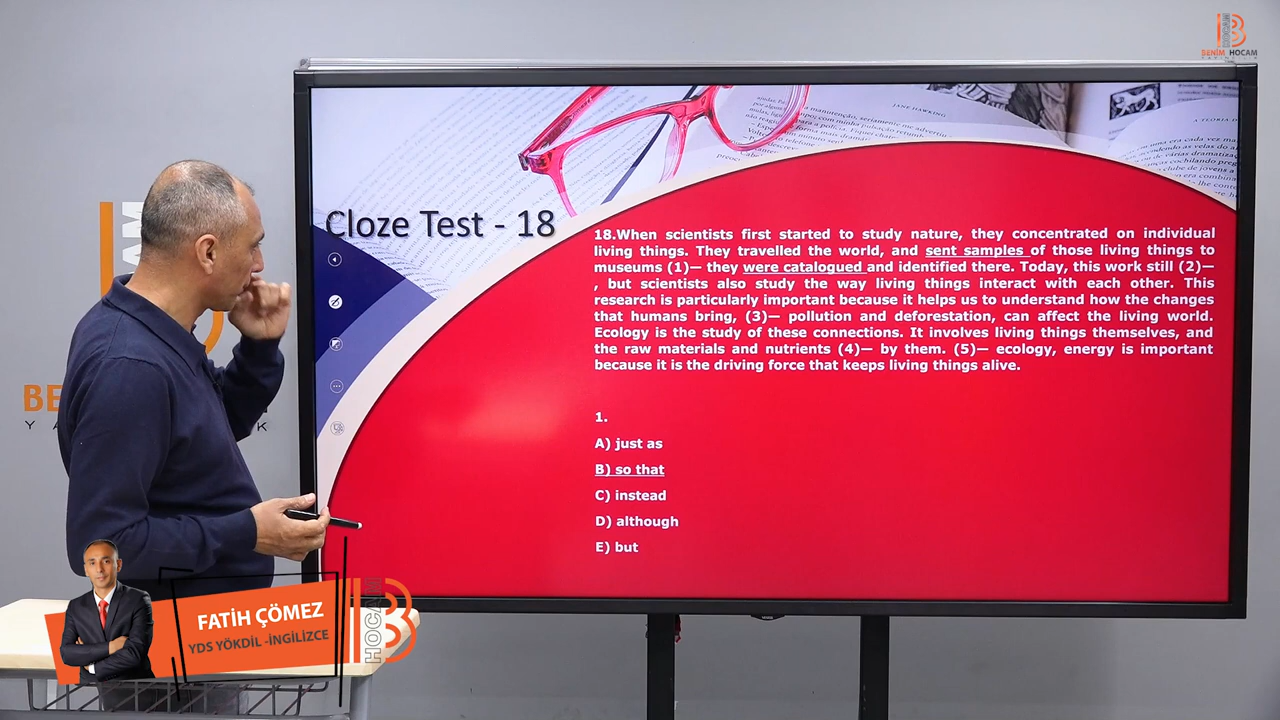 BENİM HOCAM
JANE HAWKING
A TEORIA
Cloze Test - 18
18.When scientists first started to study nature, they concentrated on individual
living things. They travelled the world, and sent samples of those living things to
museums (1)— they were catalogued and identified there. Today, this work still (2)—
, but scientists also study the way living things interact with each other. This
research is particularly important because it helps us to understand how the changes
that humans bring, (3)— pollution and deforestation, can affect the living world.
Ecology is the study of these connections. It involves living things themselves, and
the raw materials and nutrients (4)— by them. (5)— ecology, energy is important
because it is the driving force that keeps living things alive.
1.
A) just as
B) so that
C) instead
D) although
E) but
FATİH ÇÖMEZ
YDS YÖKDİL -İNGİLİZCE
HOCAM